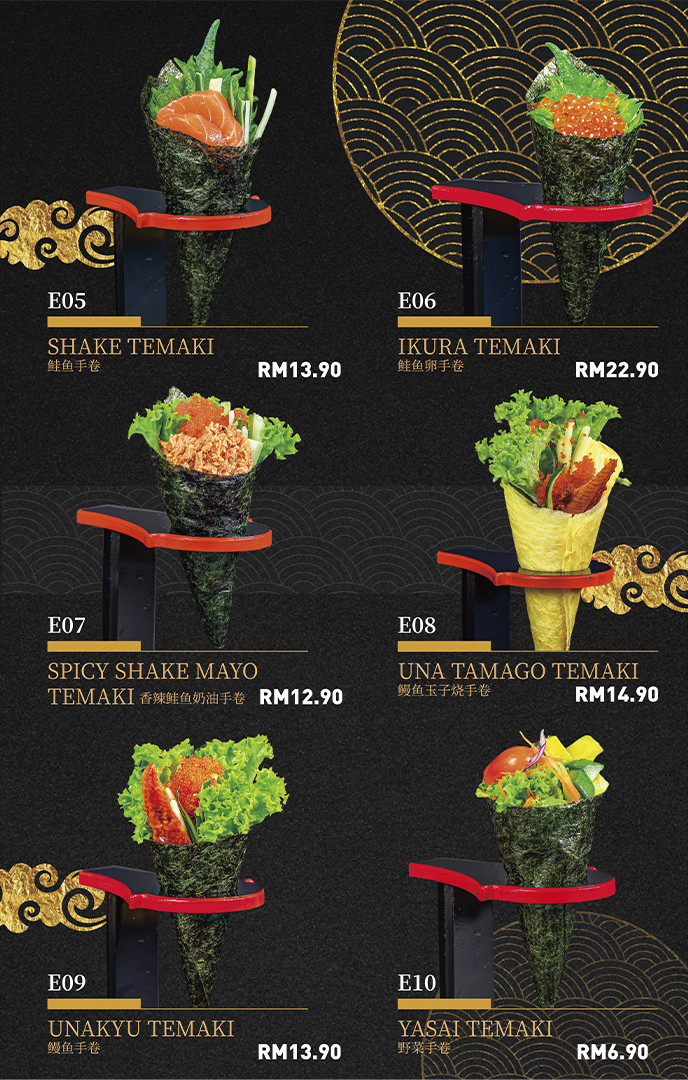 E05
SHAKE TEMAKI
鲑鱼手卷
RM13.90
E06
IKURA TEMAKI
鲑鱼卵手卷
RM22.90
E07
SPICY SHAKE MAYO
TEMAKI 香辣鲑鱼奶油手卷 RM12.90
E08
UNA TAMAGO TEMAKI
鳗鱼玉子烧手卷
RM14.90
E09
UNAKYU TEMAKI
鳗鱼手卷
RM13.90
E10
YASAI TEMAKI
野菜手卷
RM6.90